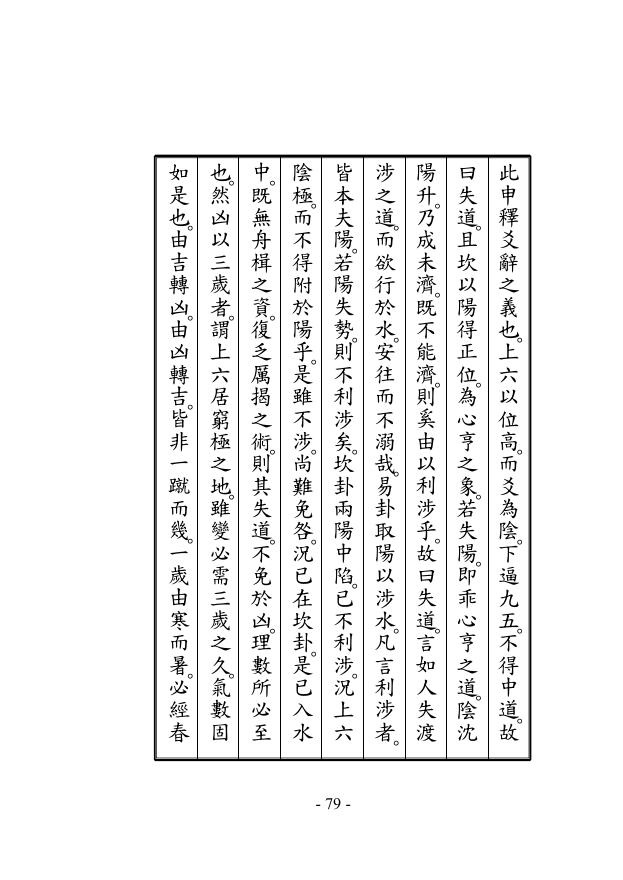 此申釋爻辭之義也。上六以位高。而爻為陰。下逼九五。不得中道。故
曰失道。且坎以陽得正位。為心亨之象。若失陽。即乖心亨之道。陰沈
陽升。乃成未濟。既不能濟。則奚由以利涉乎。故曰失道。言如人失渡
涉之道。而欲行於水。安往而不溺哉。易卦取陽以涉水。凡言利涉者。
皆本夫陽。若陽失勢。則不利涉矣。坎卦兩陽中陷。已不利涉。況上六
陰極。而不得附於陽乎。是雖不涉。尚難免咎。況已在坎卦。是已入水
中。既無舟楫之資。復乏厲揭之術。則其失道。不免於凶。理數所必至
也。然凶以三歲者。謂上六居窮極之地。雖變必需三歲之久。氣數固
如是也。由吉轉凶。由凶轉吉。皆非一蹴而幾。一歲由寒而暑。必經春
- 79 -